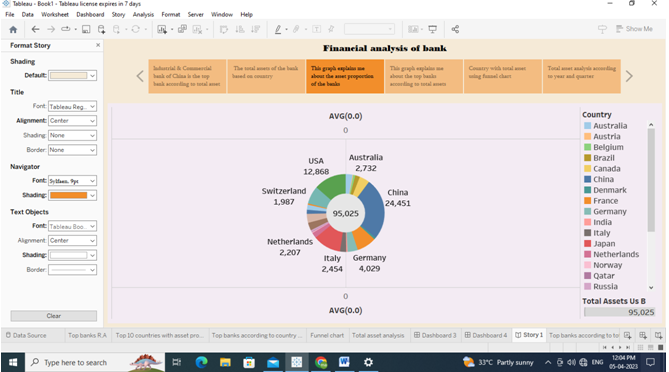 Tableau - Book1 - Tableau license expires in 7 days
File Data Worksheet Dashboard Story Analysis Format Server Window Help
Show Me
Format Story
Shading
Default:
Title
Font: Tableau Reg...
Alignment: Center
Shading: None
Border: None
Navigator
Font: Sylfaen, 9pt
Shading:
Text Objects
Font: Tableau Boo...
Alignment: Center
Shading:
Border:
Clear
Financial analysis of bank
Industrial & Commercial bank of China is the top bank according to total asset
The total assets of the bank based on country
This graph explains me about the asset proportion of the banks
This graph explains me about the top banks according to total assets
Country with total asset using funnel chart
Total asset analysis according to year and quarter
AVG(0.0)
0
USA
12,868
Australia
2,732
Switzerland
1,987
China
24,451
95,025
Netherlands
2,207
Italy
2,454
Germany
4,029
0
AVG(0.0)
Country
Australia
Austria
Belgium
Brazil
Canada
China
Denmark
France
Germany
India
Italy
Japan
Netherlands
Norway
Qatar
Russia
Total Assets Us B
95,025
Data Source Top banks R.A Top 10 countries with asset pro... Top banks according to country ... Funnel chart Total asset analysis Dashboard 3 Dashboard 4 Story 1 Top banks according to to
Type here to search
33°C Partly sunny
ENG
12:04 PM
05-04-2023